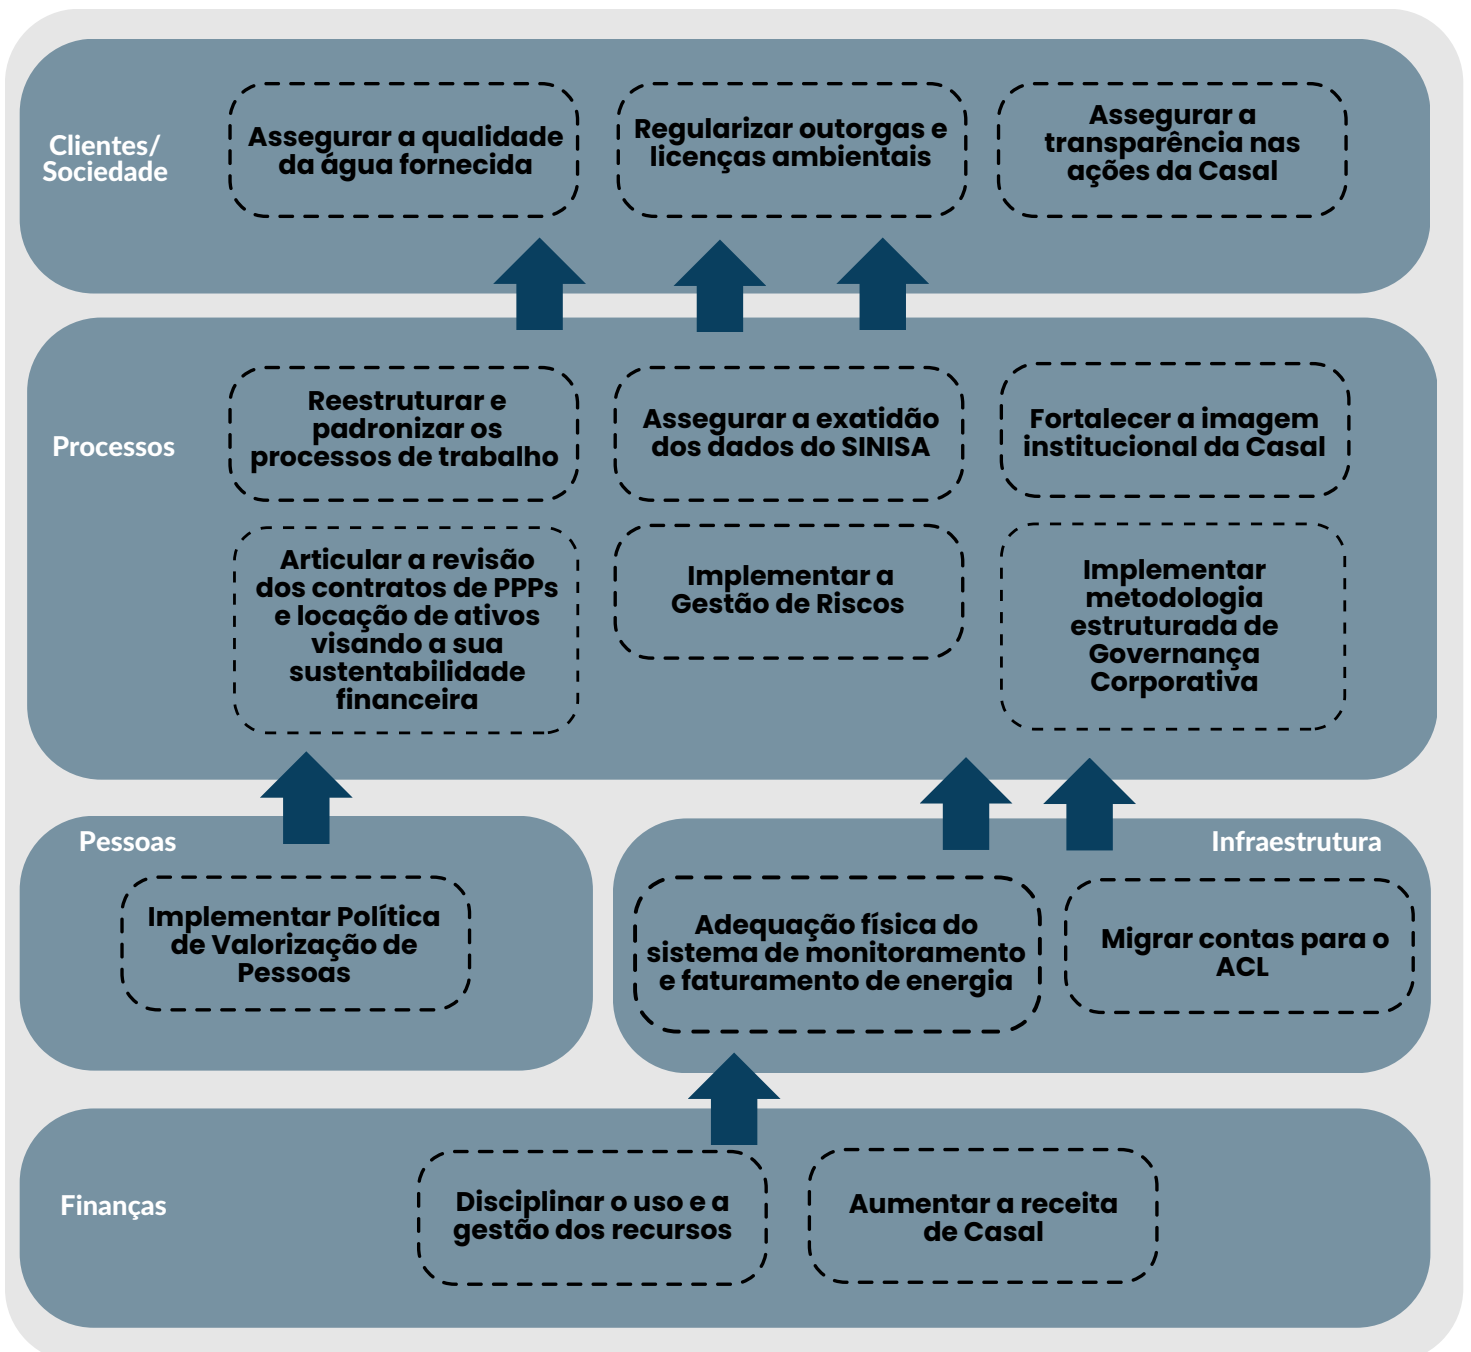 Clientes/
Sociedade
Assegurar a qualidade
da água fornecida
Regularizar outorgas e
licenças ambientais
Assegurar a
transparência nas
ações da Casal
Processos
Reestruturar e
padronizar os
processos de trabalho
Assegurar a exatidão
dos dados do SINISA
Fortalecer a imagem
institucional da Casal
Articular a revisão
dos contratos de PPPs
e locação de ativos
visando a sua
sustentabilidade
financeira
Implementar a
Gestão de Riscos
Implementar
metodologia
estruturada de
Governança
Corporativa
Pessoas
Implementar Política
de Valorização de
Pessoas
Infraestrutura
Adequação física do
sistema de monitoramento
e faturamento de energia
Migrar contas para o
ACL
Finanças
Disciplinar o uso e a
gestão dos recursos
Aumentar a receita
de Casal